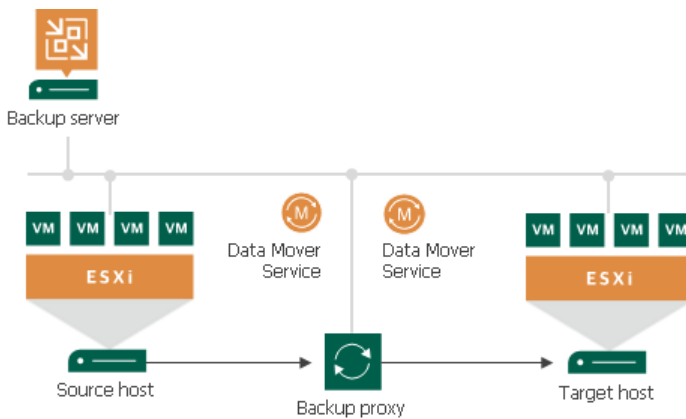 Backup server
VM VM VM VM
ESXi
Source host
M
Data Mover
Service
M
Data Mover
Service
Backup proxy
VM VM VM VM
ESXi
Target host